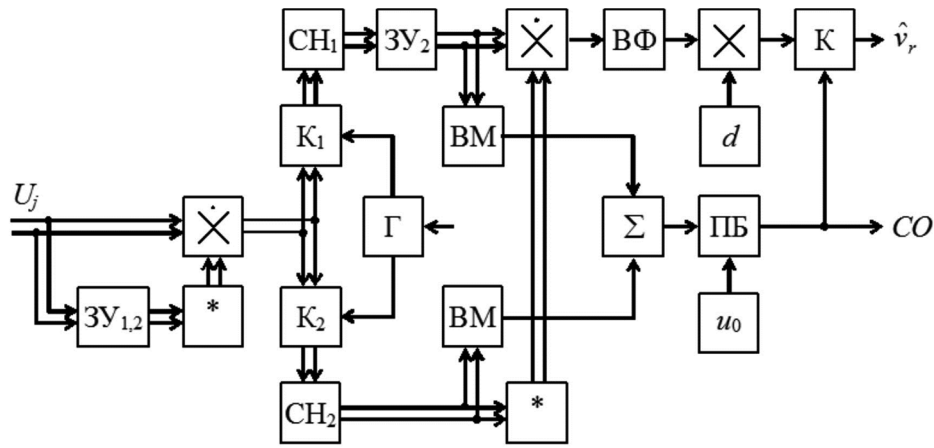 СН₁ ЗУ₂ × ВФ × К v̂ᵣ
К₁ ВМ d
Uⱼ × Г Σ ПБ СО
ЗУ₁,₂ * К₂ ВМ u₀
СН₂ *